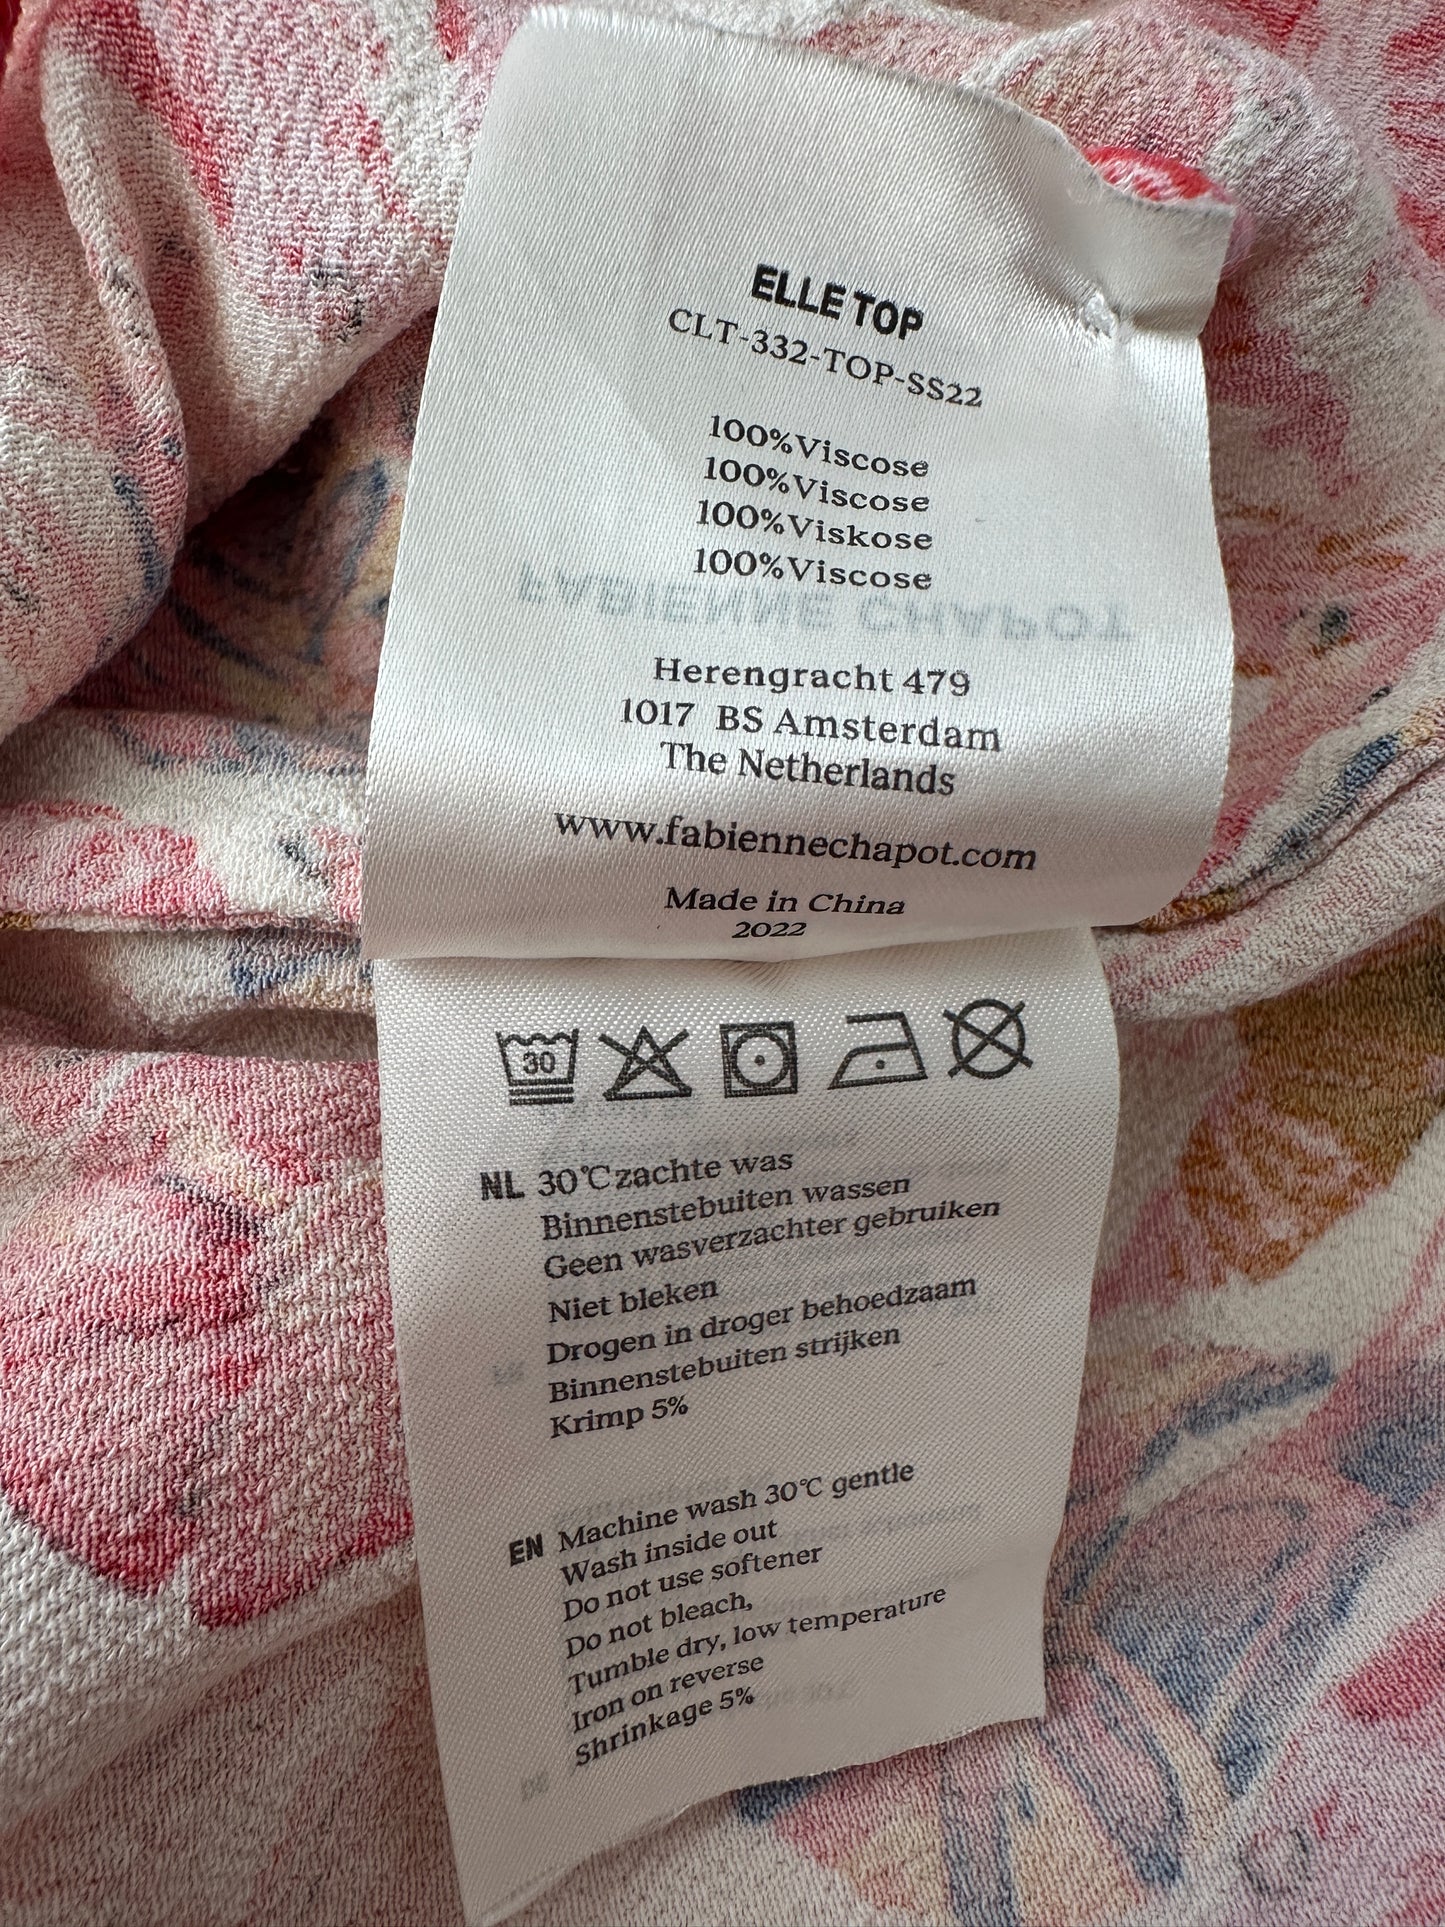 ELLE TOP
CLT-332-TOP-SS22
100%Viscose
100%Viscose
100%Viskose
100%Viscose
FABIENNE CHAPOT
Herengracht 479
1017 BS Amsterdam
The Netherlands
www.fabiennechapot.com
Made in China
2022
30
NL 30°C zachte was
Binnenstebuiten wassen
Geen wasverzachter gebruiken
Niet bleken
Drogen in droger behoedzaam
Binnenstebuiten strijken
Krimp 5%
EN Machine wash 30°C gentle
Wash inside out
Do not use softener
Do not bleach,
Tumble dry, low temperature
Iron on reverse
Shrinkage 5%